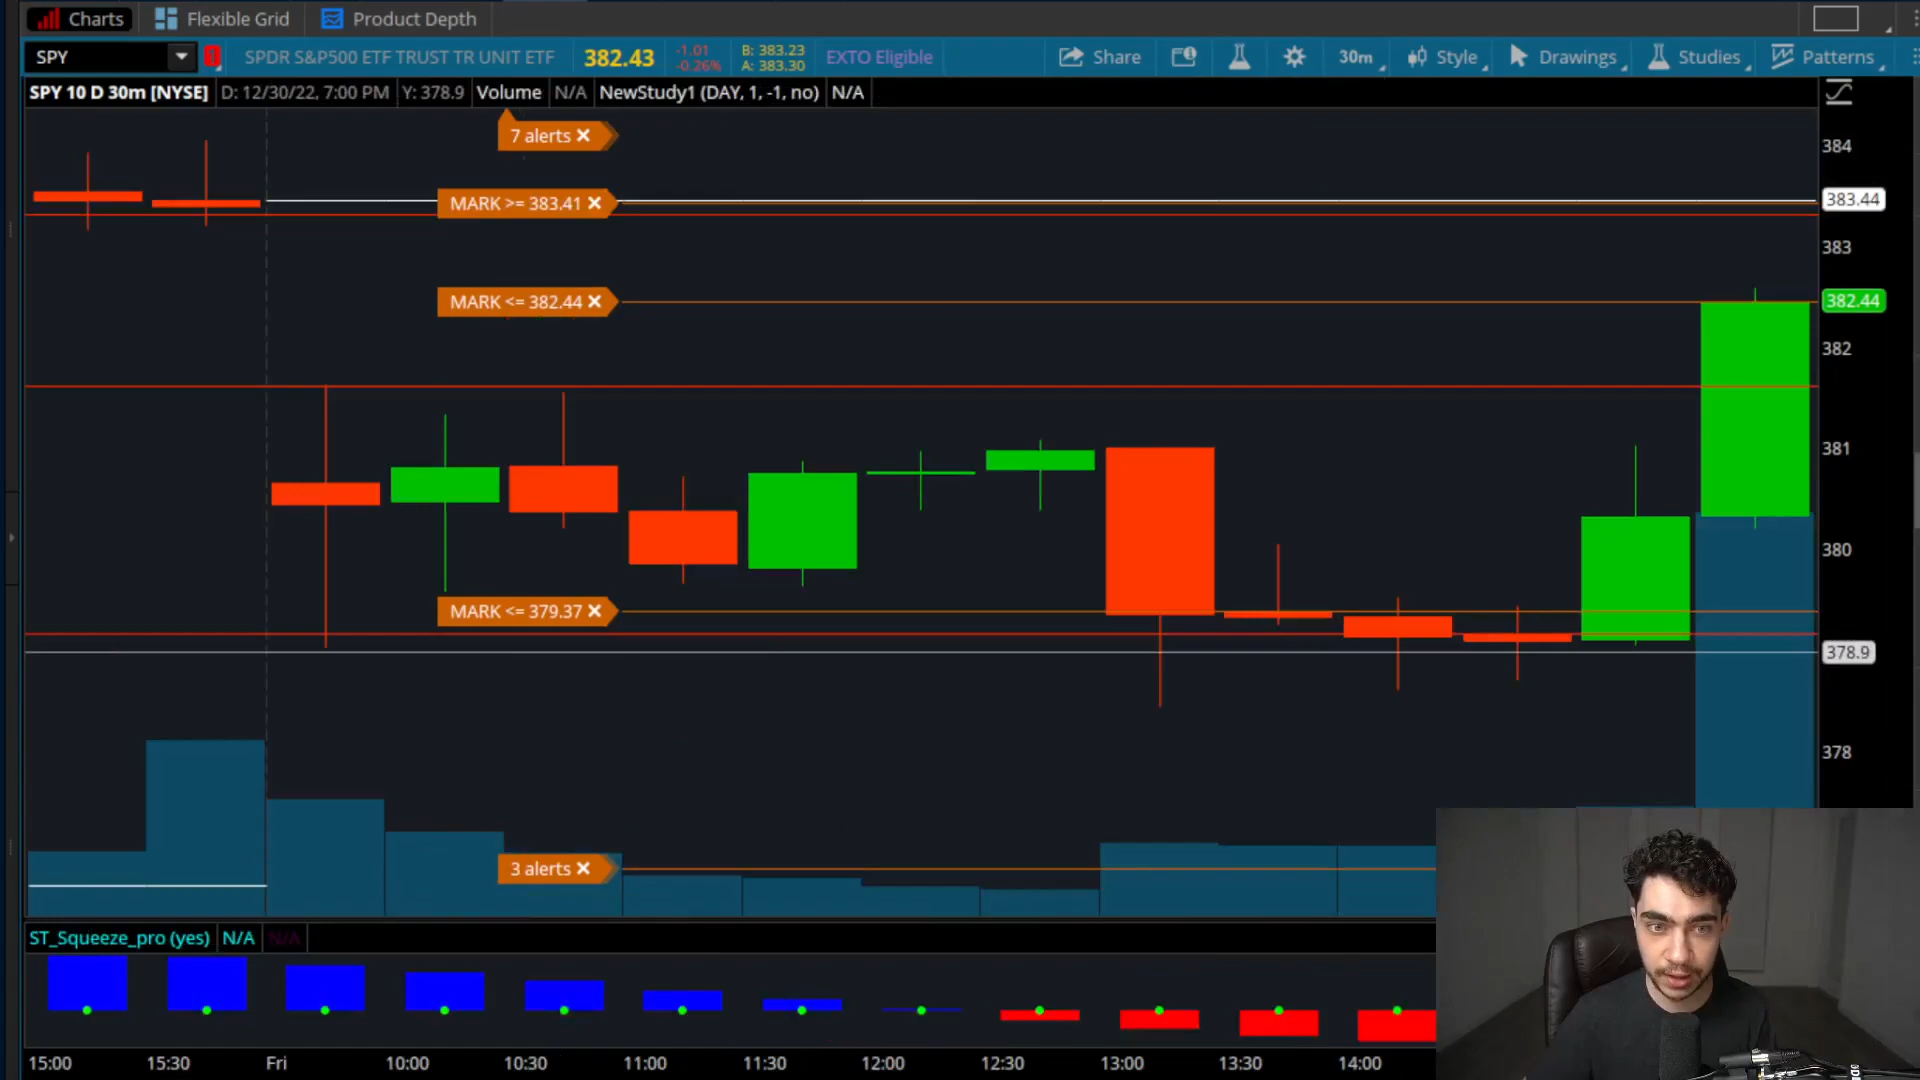 Charts Flexible Grid Product Depth
SPY SPDR S&P500 ETF TRUST TR UNIT ETF 382.43 -1.01 -0.26% B: 383.23 A: 383.30 EXTO Eligible Share 30m Style Drawings Studies Patterns
SPY 10 D 30m [NYSE] D: 12/30/22, 7:00 PM Y: 378.9 Volume N/A NewStudy1 (DAY, 1, -1, no) N/A
7 alerts
384
MARK >= 383.41
383.44
383
MARK <= 382.44
382.44
382
381
380
MARK <= 379.37
378.9
378
3 alerts
ST_Squeeze_pro (yes) N/A N/A
15:00 15:30 Fri 10:00 10:30 11:00 11:30 12:00 12:30 13:00 13:30 14:00